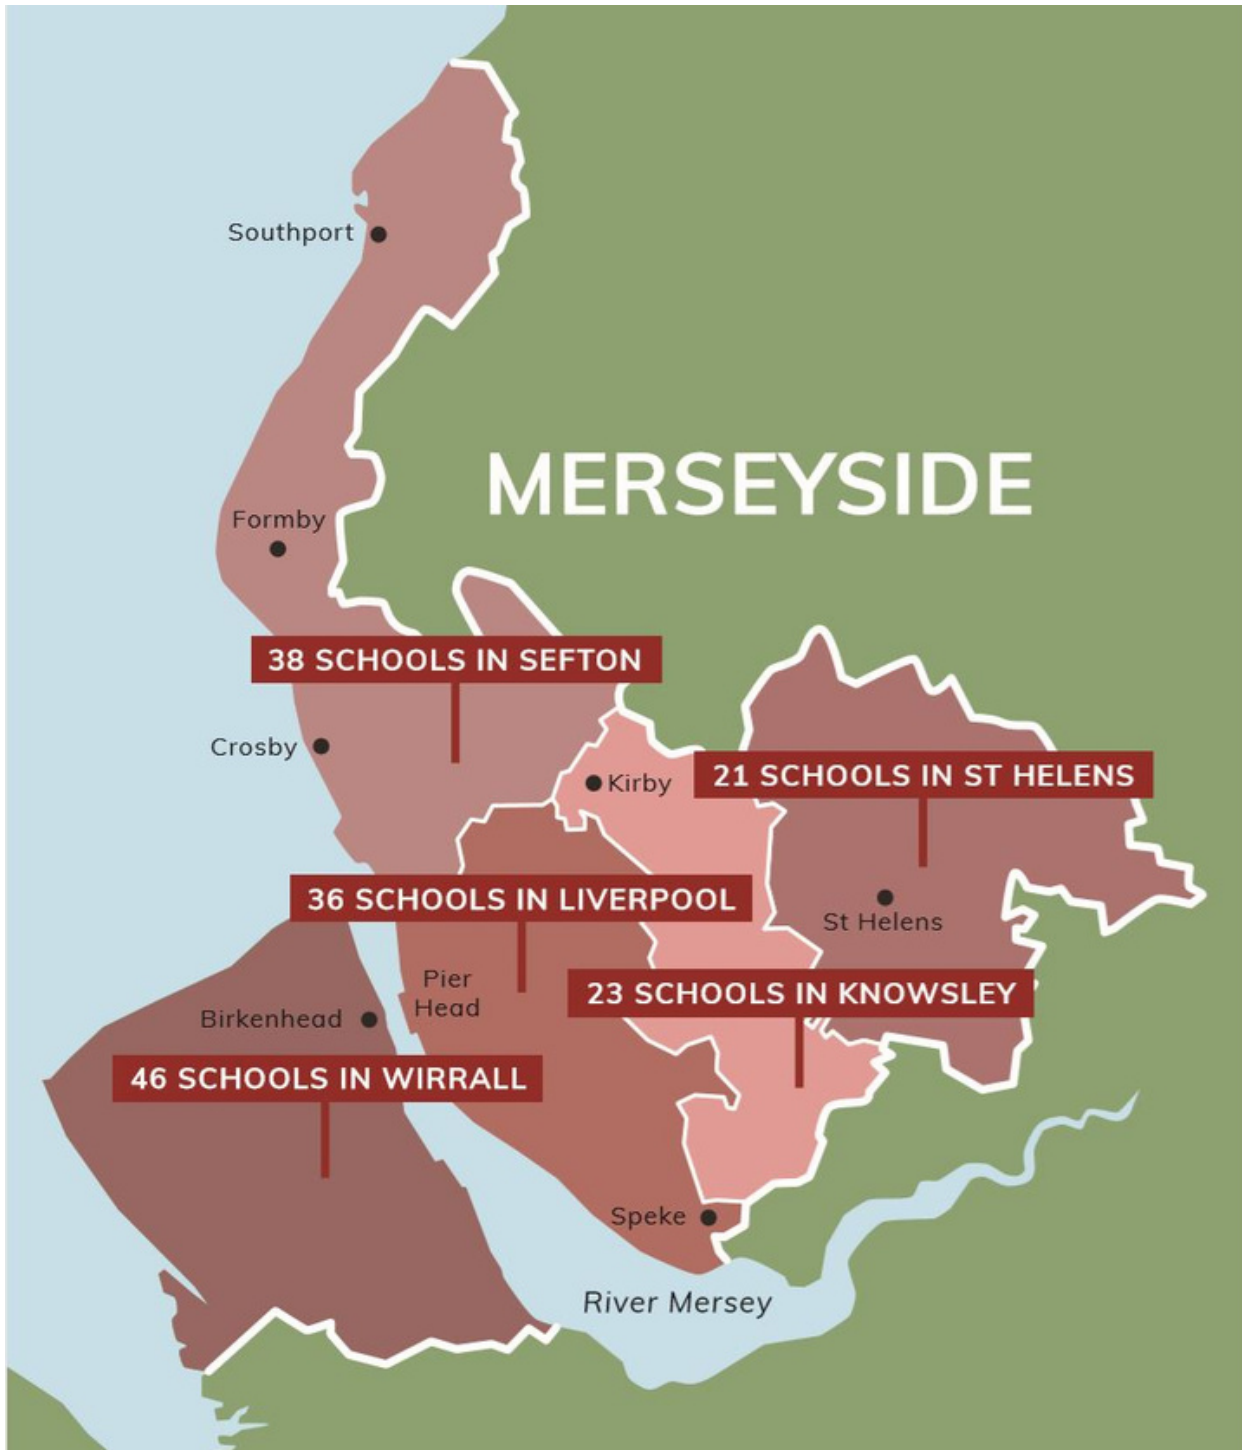 Southport
MERSEYSIDE
Formby
38 SCHOOLS IN SEFTON
Crosby
Kirby
21 SCHOOLS IN ST HELENS
36 SCHOOLS IN LIVERPOOL
St Helens
Pier
Head
23 SCHOOLS IN KNOWSLEY
Birkenhead
46 SCHOOLS IN WIRRALL
Speke
River Mersey